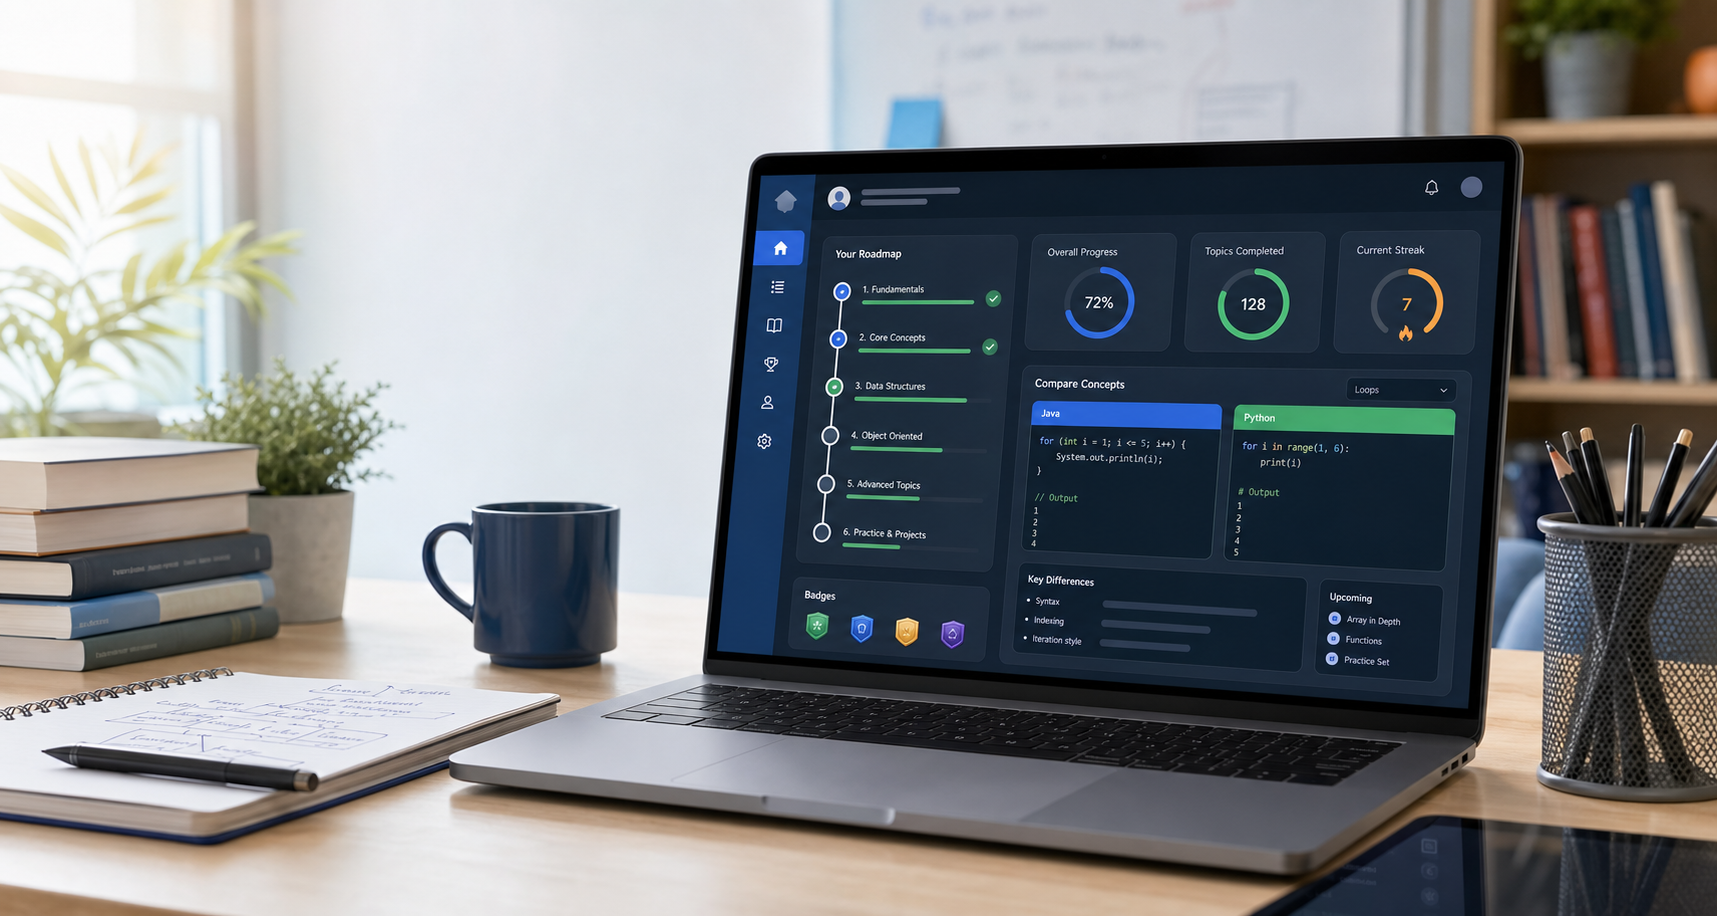 Your Roadmap
1. Fundamentals
2. Core Concepts
3. Data Structures
4. Object Oriented
5. Advanced Topics
6. Practice & Projects
Badges
Overall Progress
72%
Topics Completed
128
Current Streak
7
Compare Concepts
Loops
Java
for (int i = 1; i <= 5; i++) {
System.out.println(i);
}
// Output
1
2
3
4
Python
for i in range(1, 6):
print(i)
# Output
1
2
3
4
5
Key Differences
• Syntax
• Indexing
• Iteration style
Upcoming
Array in Depth
Functions
Practice Set